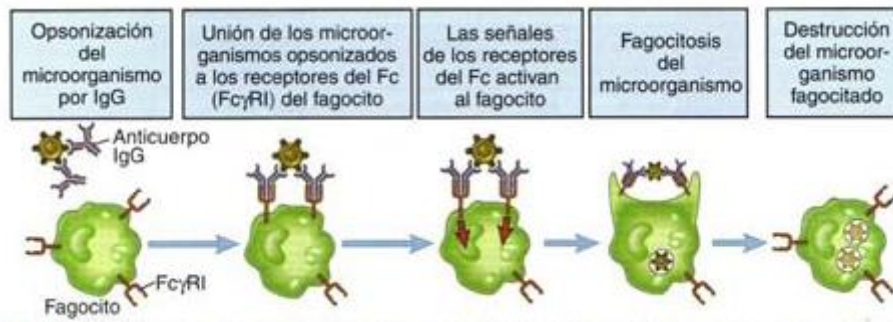 Opsonización
del
microorganismo
por IgG
Unión de los microor-
ganismos opsonizados
a los receptores del Fc
(FcγRI) del fagocito
Las señales
de los receptores
del Fc activan
al fagocito
Fagocitosis
del
microorganismo
Destrucción
del microor-
ganismo
fagocitado
Anticuerpo
IgG
FcγRI
Fagocito